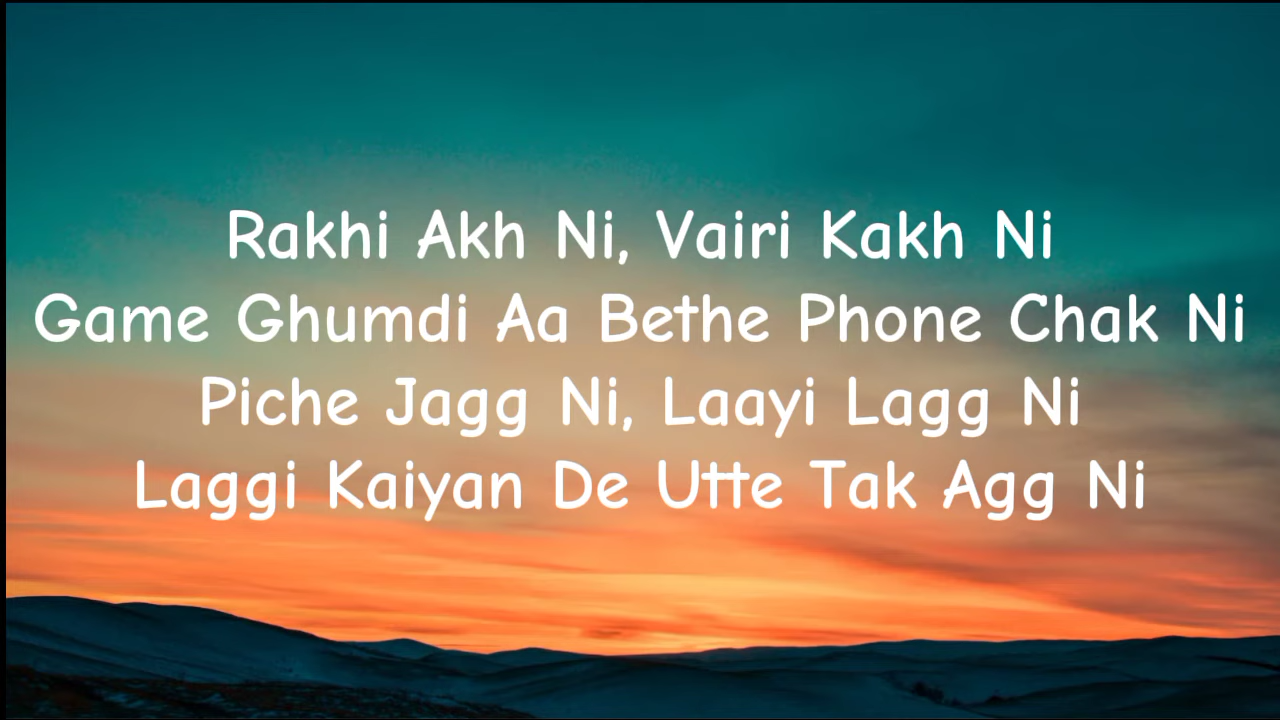 Rakhi Akh Ni, Vairi Kakh Ni
Game Ghumdi Aa Bethe Phone Chak Ni
Piche Jagg Ni, Laayi Lagg Ni
Laggi Kaiyan De Utte Tak Agg Ni